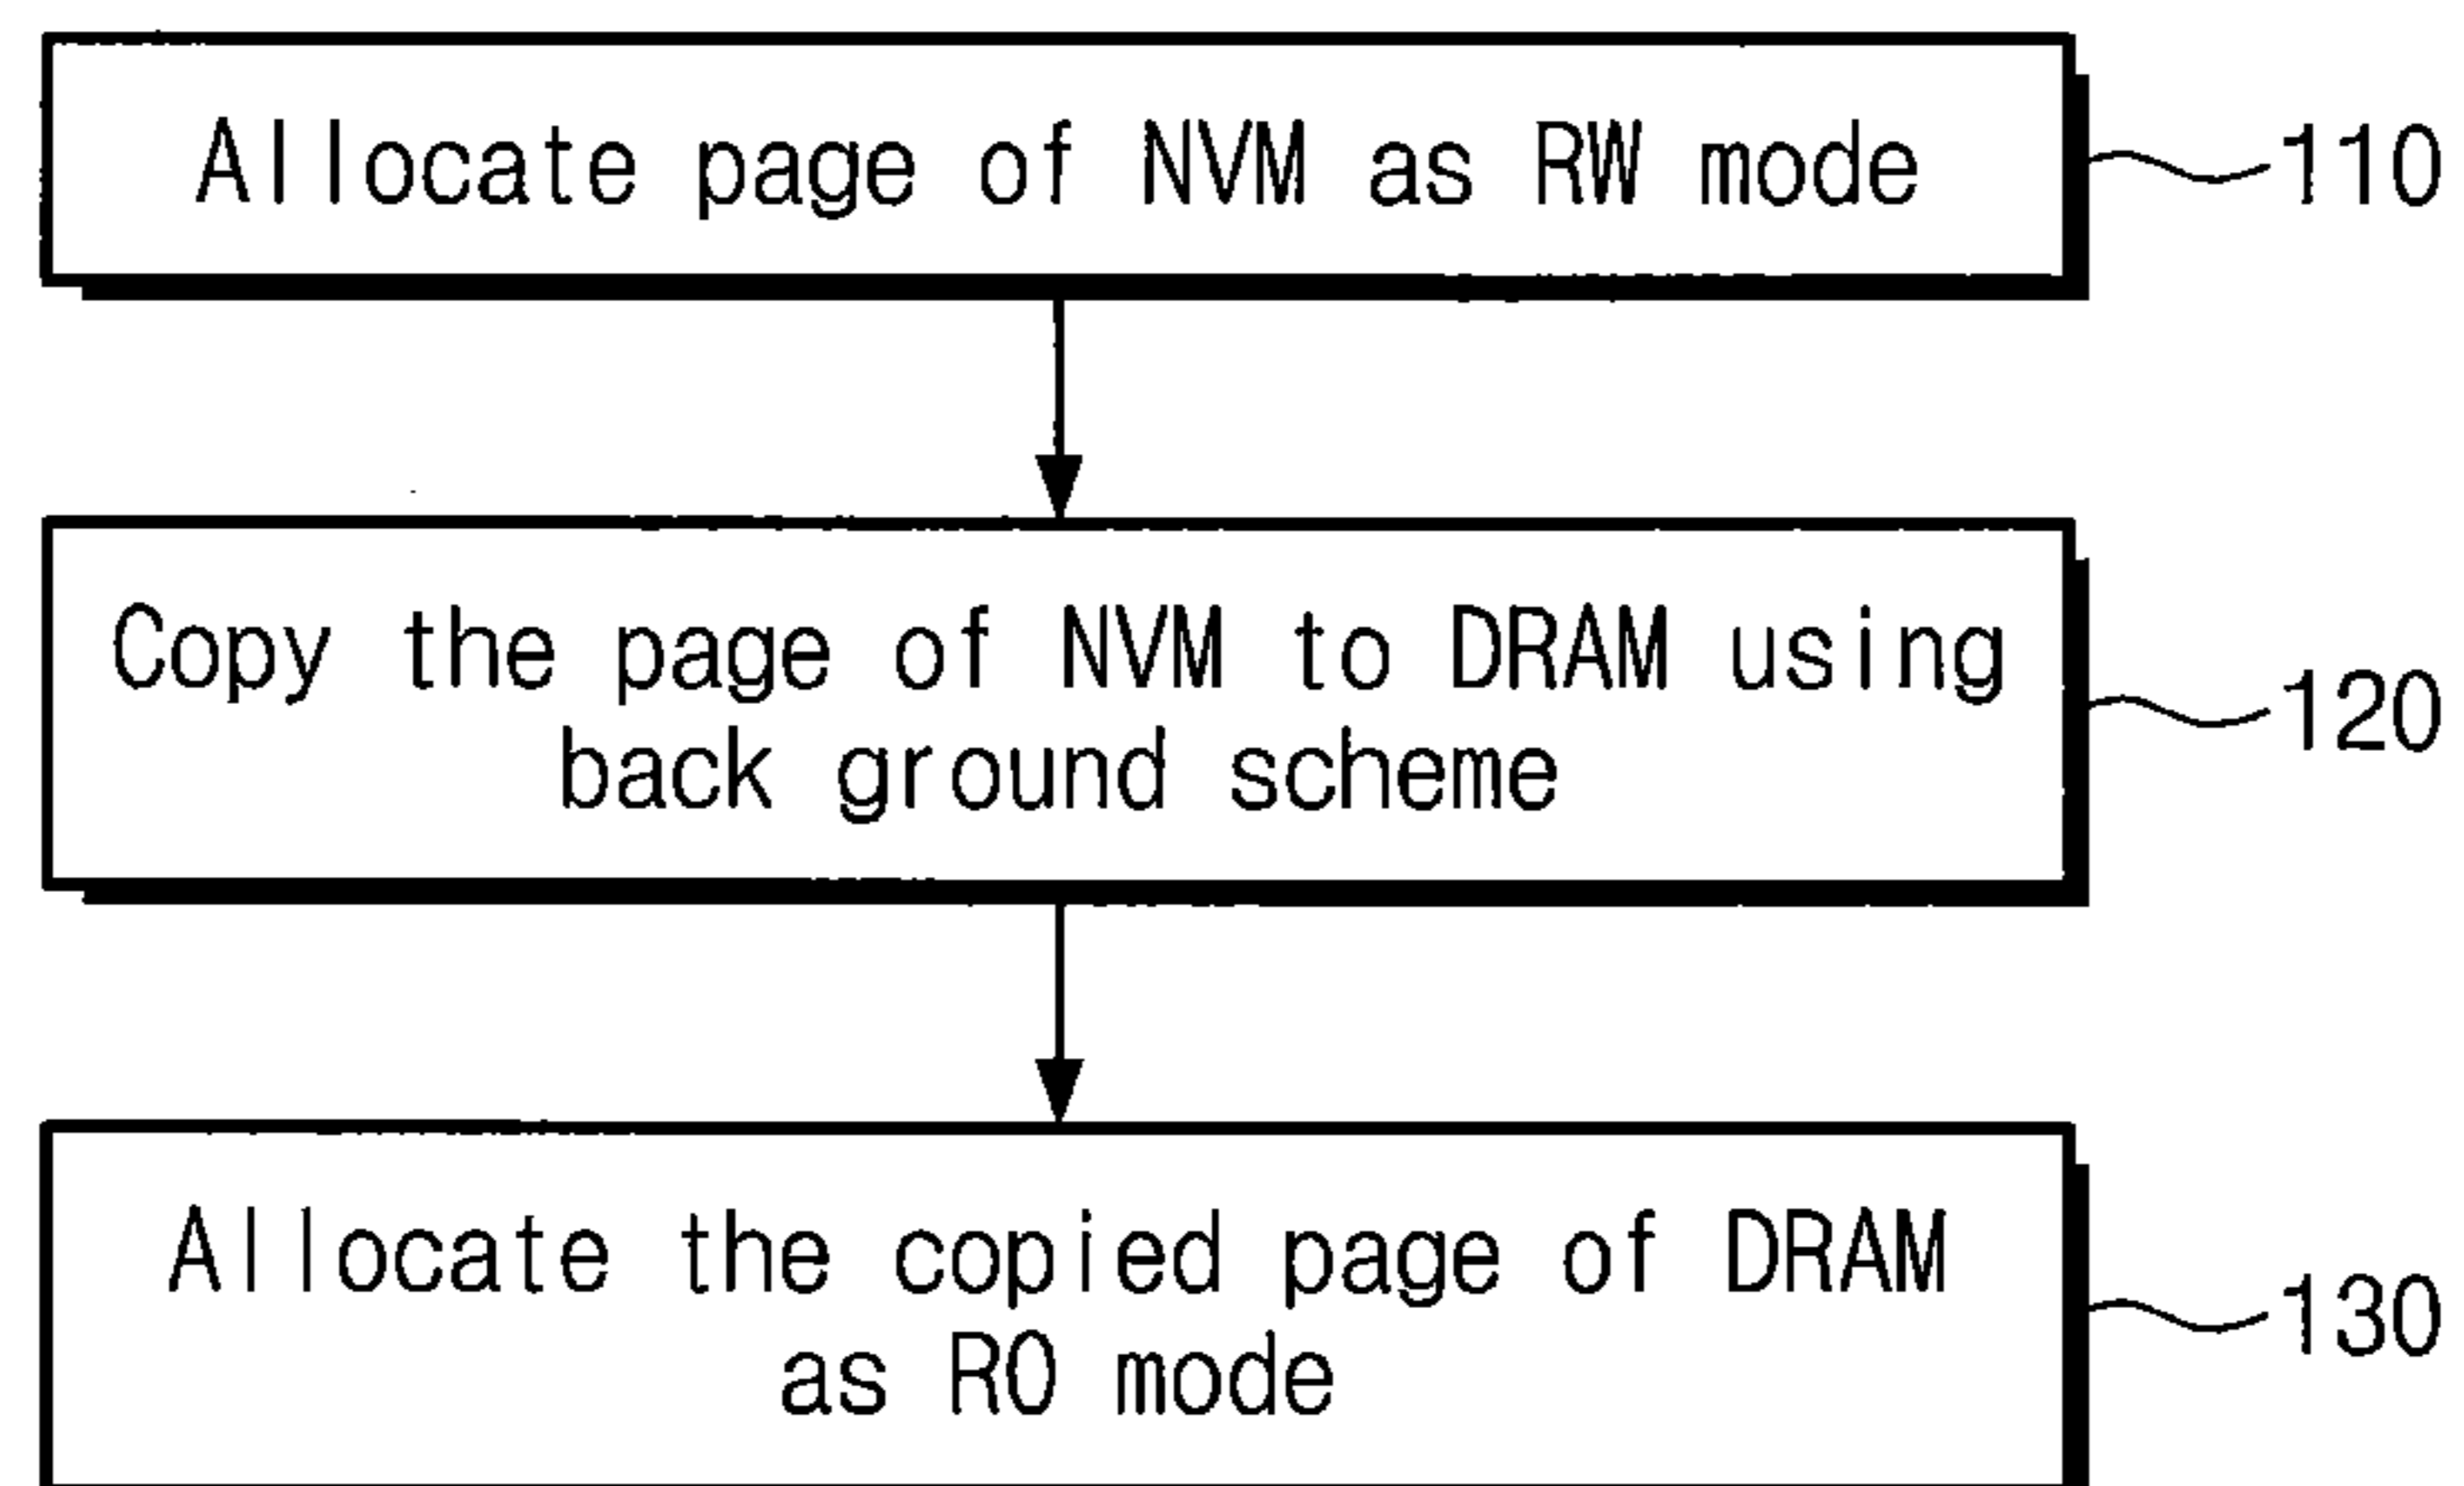 Allocate page of NVM as RW mode
110
Copy the page of NVM to DRAM using
back ground scheme
120
Allocate the copied page of DRAM
as RO mode
130